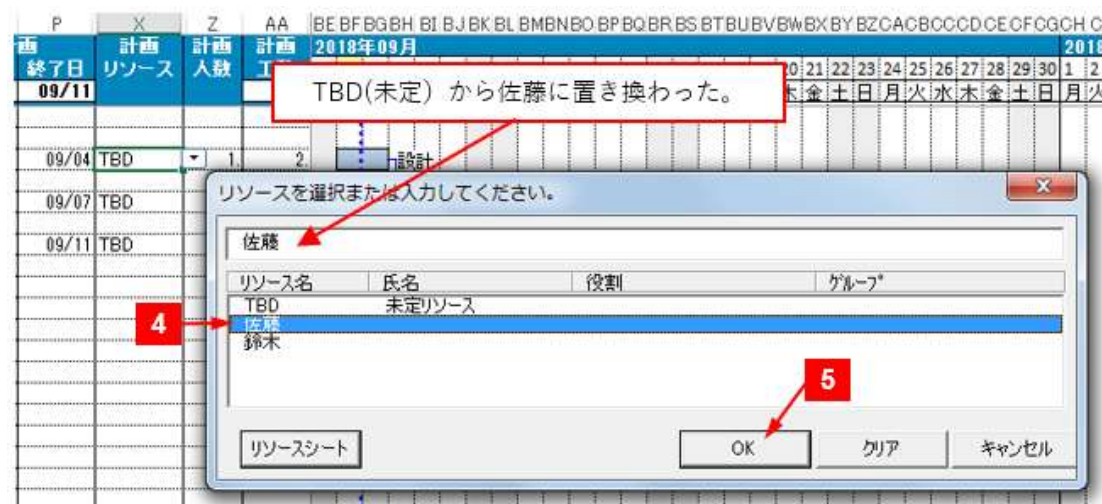 P X Z AA BE BF BG BH BI BJ BK BL BM BN BO BP BQ BR BS BT BU BV BW BX BY BZ CA CB CC CD CE CF CG CH C
画 計画 計画 計画 2018年09月 2018
終了日 リソース 人数
20 21 22 23 24 25 26 27 28 29 30 1 2
09/11
木 金 土 日 月 火 水 木 金 土 日 月 火
TBD(未定) から佐藤に置き換わった。
09/04 TBD 1. 2. 設計
09/07 TBD
09/11 TBD
リソースを選択または入力してください。
佐藤
リソース名 氏名 役割 グループ
TBD 未定リソース
4 佐藤
鈴木
5
リソースシート OK クリア キャンセル